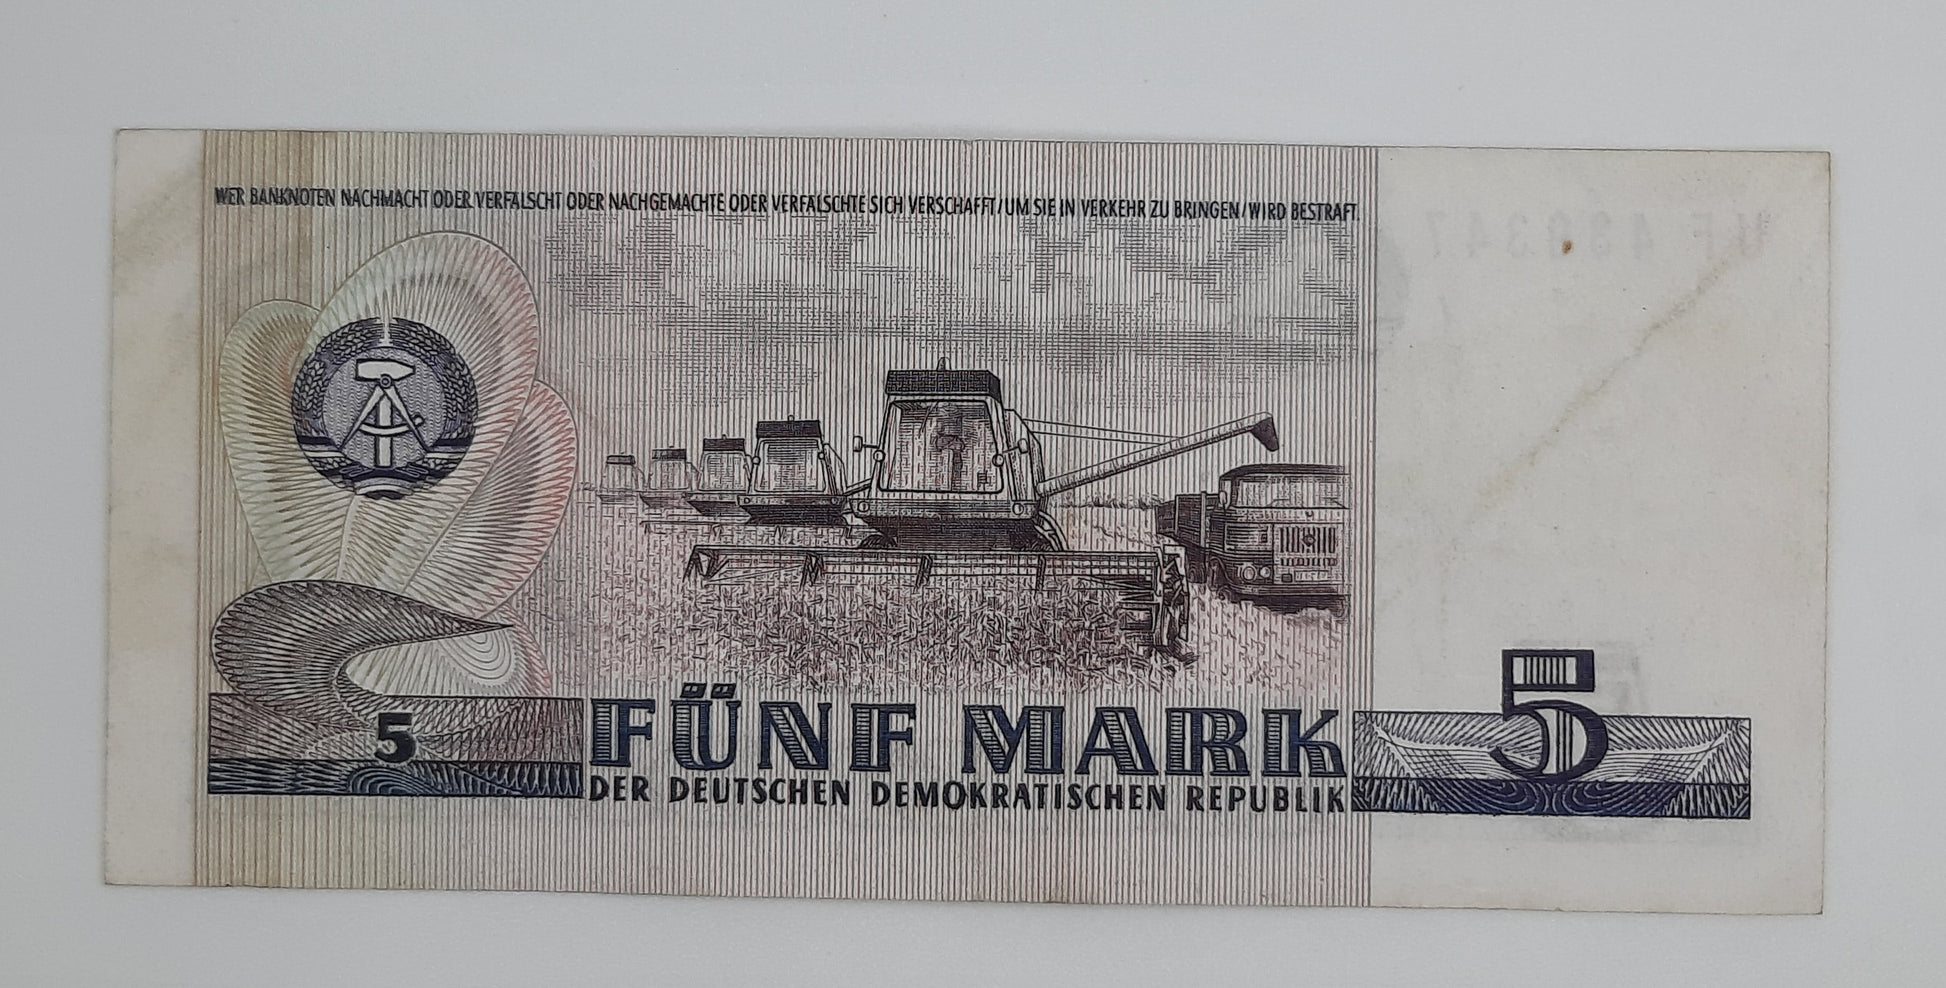 WER BANKNOTEN NACHMACHT ODER VERFÄLSCHT ODER NACHGEMACHTE ODER VERFÄLSCHTE SICH VERSCHAFFT/UM SIE IN VERKEHR ZU BRINGEN/WIRD BESTRAFT.
5
FÜNF MARK
5
DER DEUTSCHEN DEMOKRATISCHEN REPUBLIK